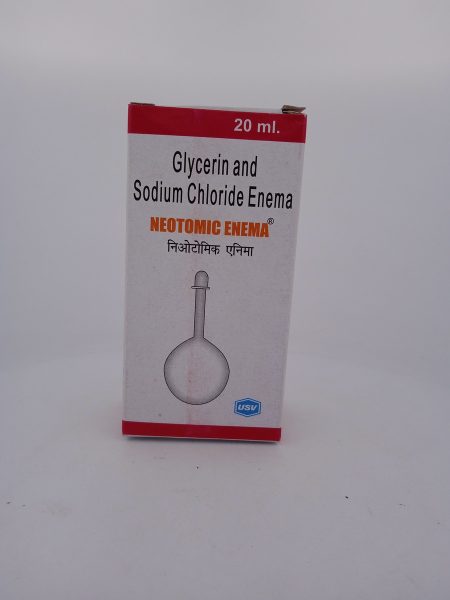 20 ml.
Glycerin and
Sodium Chloride Enema
NEOTOMIC ENEMA®
निओटोमिक एनिमा
USV